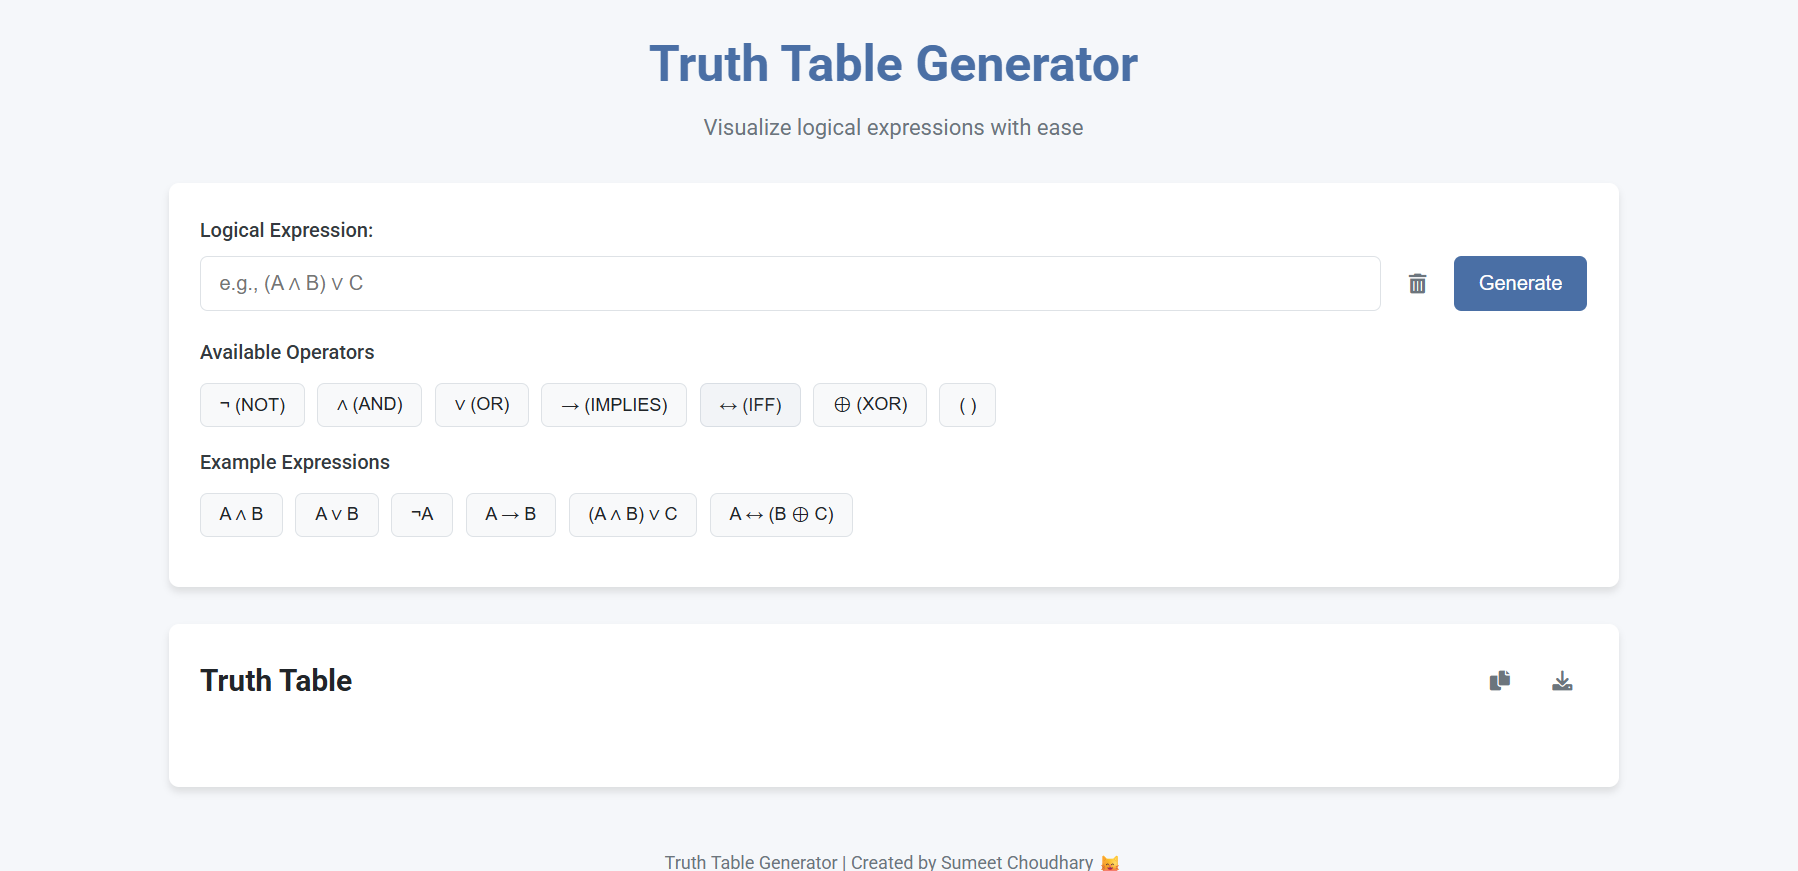 Truth Table Generator
Visualize logical expressions with ease
Logical Expression:
e.g., (A ∧ B) ∨ C
Generate
Available Operators
¬ (NOT) ∧ (AND) ∨ (OR) → (IMPLIES) ↔ (IFF) ⊕ (XOR) ( )
Example Expressions
A ∧ B A ∨ B ¬A A → B (A ∧ B) ∨ C A ↔ (B ⊕ C)
Truth Table
Truth Table Generator | Created by Sumeet Choudhary 😸